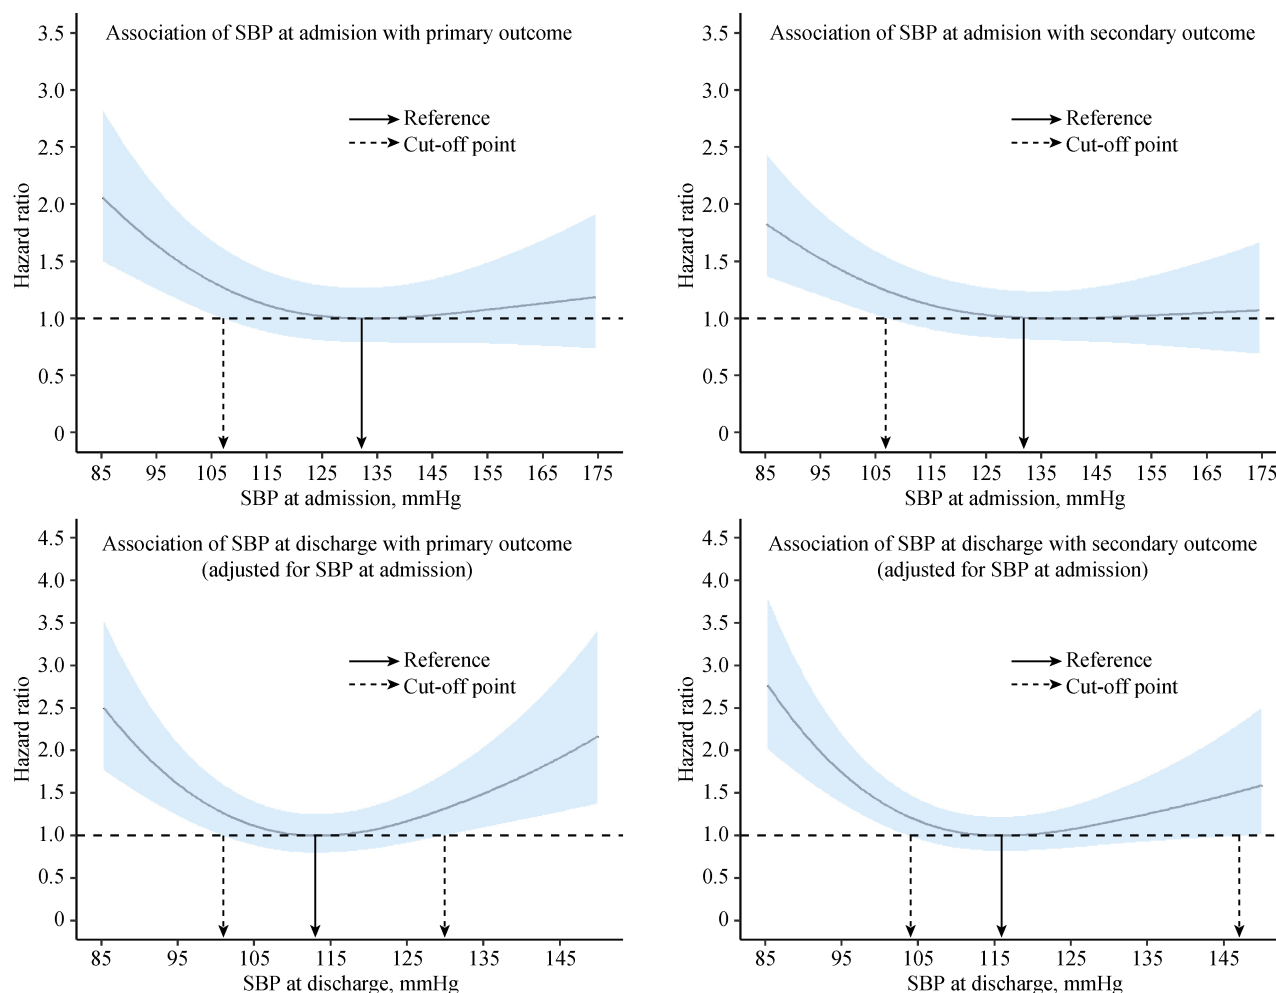 Association of SBP at admision with primary outcome
Reference
Cut-off point
Hazard ratio
3.5
3.0
2.5
2.0
1.5
1.0
0.5
0
85 95 105 115 125 135 145 155 165 175
SBP at admission, mmHg
Association of SBP at admision with secondary outcome
Reference
Cut-off point
Hazard ratio
3.5
3.0
2.5
2.0
1.5
1.0
0.5
0
85 95 105 115 125 135 145 155 165 175
SBP at admission, mmHg
Association of SBP at discharge with primary outcome
(adjusted for SBP at admission)
Reference
Cut-off point
Hazard ratio
4.5
4.0
3.5
3.0
2.5
2.0
1.5
1.0
0.5
0
85 95 105 115 125 135 145
SBP at discharge, mmHg
Association of SBP at discharge with secondary outcome
(adjusted for SBP at admission)
Reference
Cut-off point
Hazard ratio
4.5
4.0
3.5
3.0
2.5
2.0
1.5
1.0
0.5
0
85 95 105 115 125 135 145
SBP at discharge, mmHg